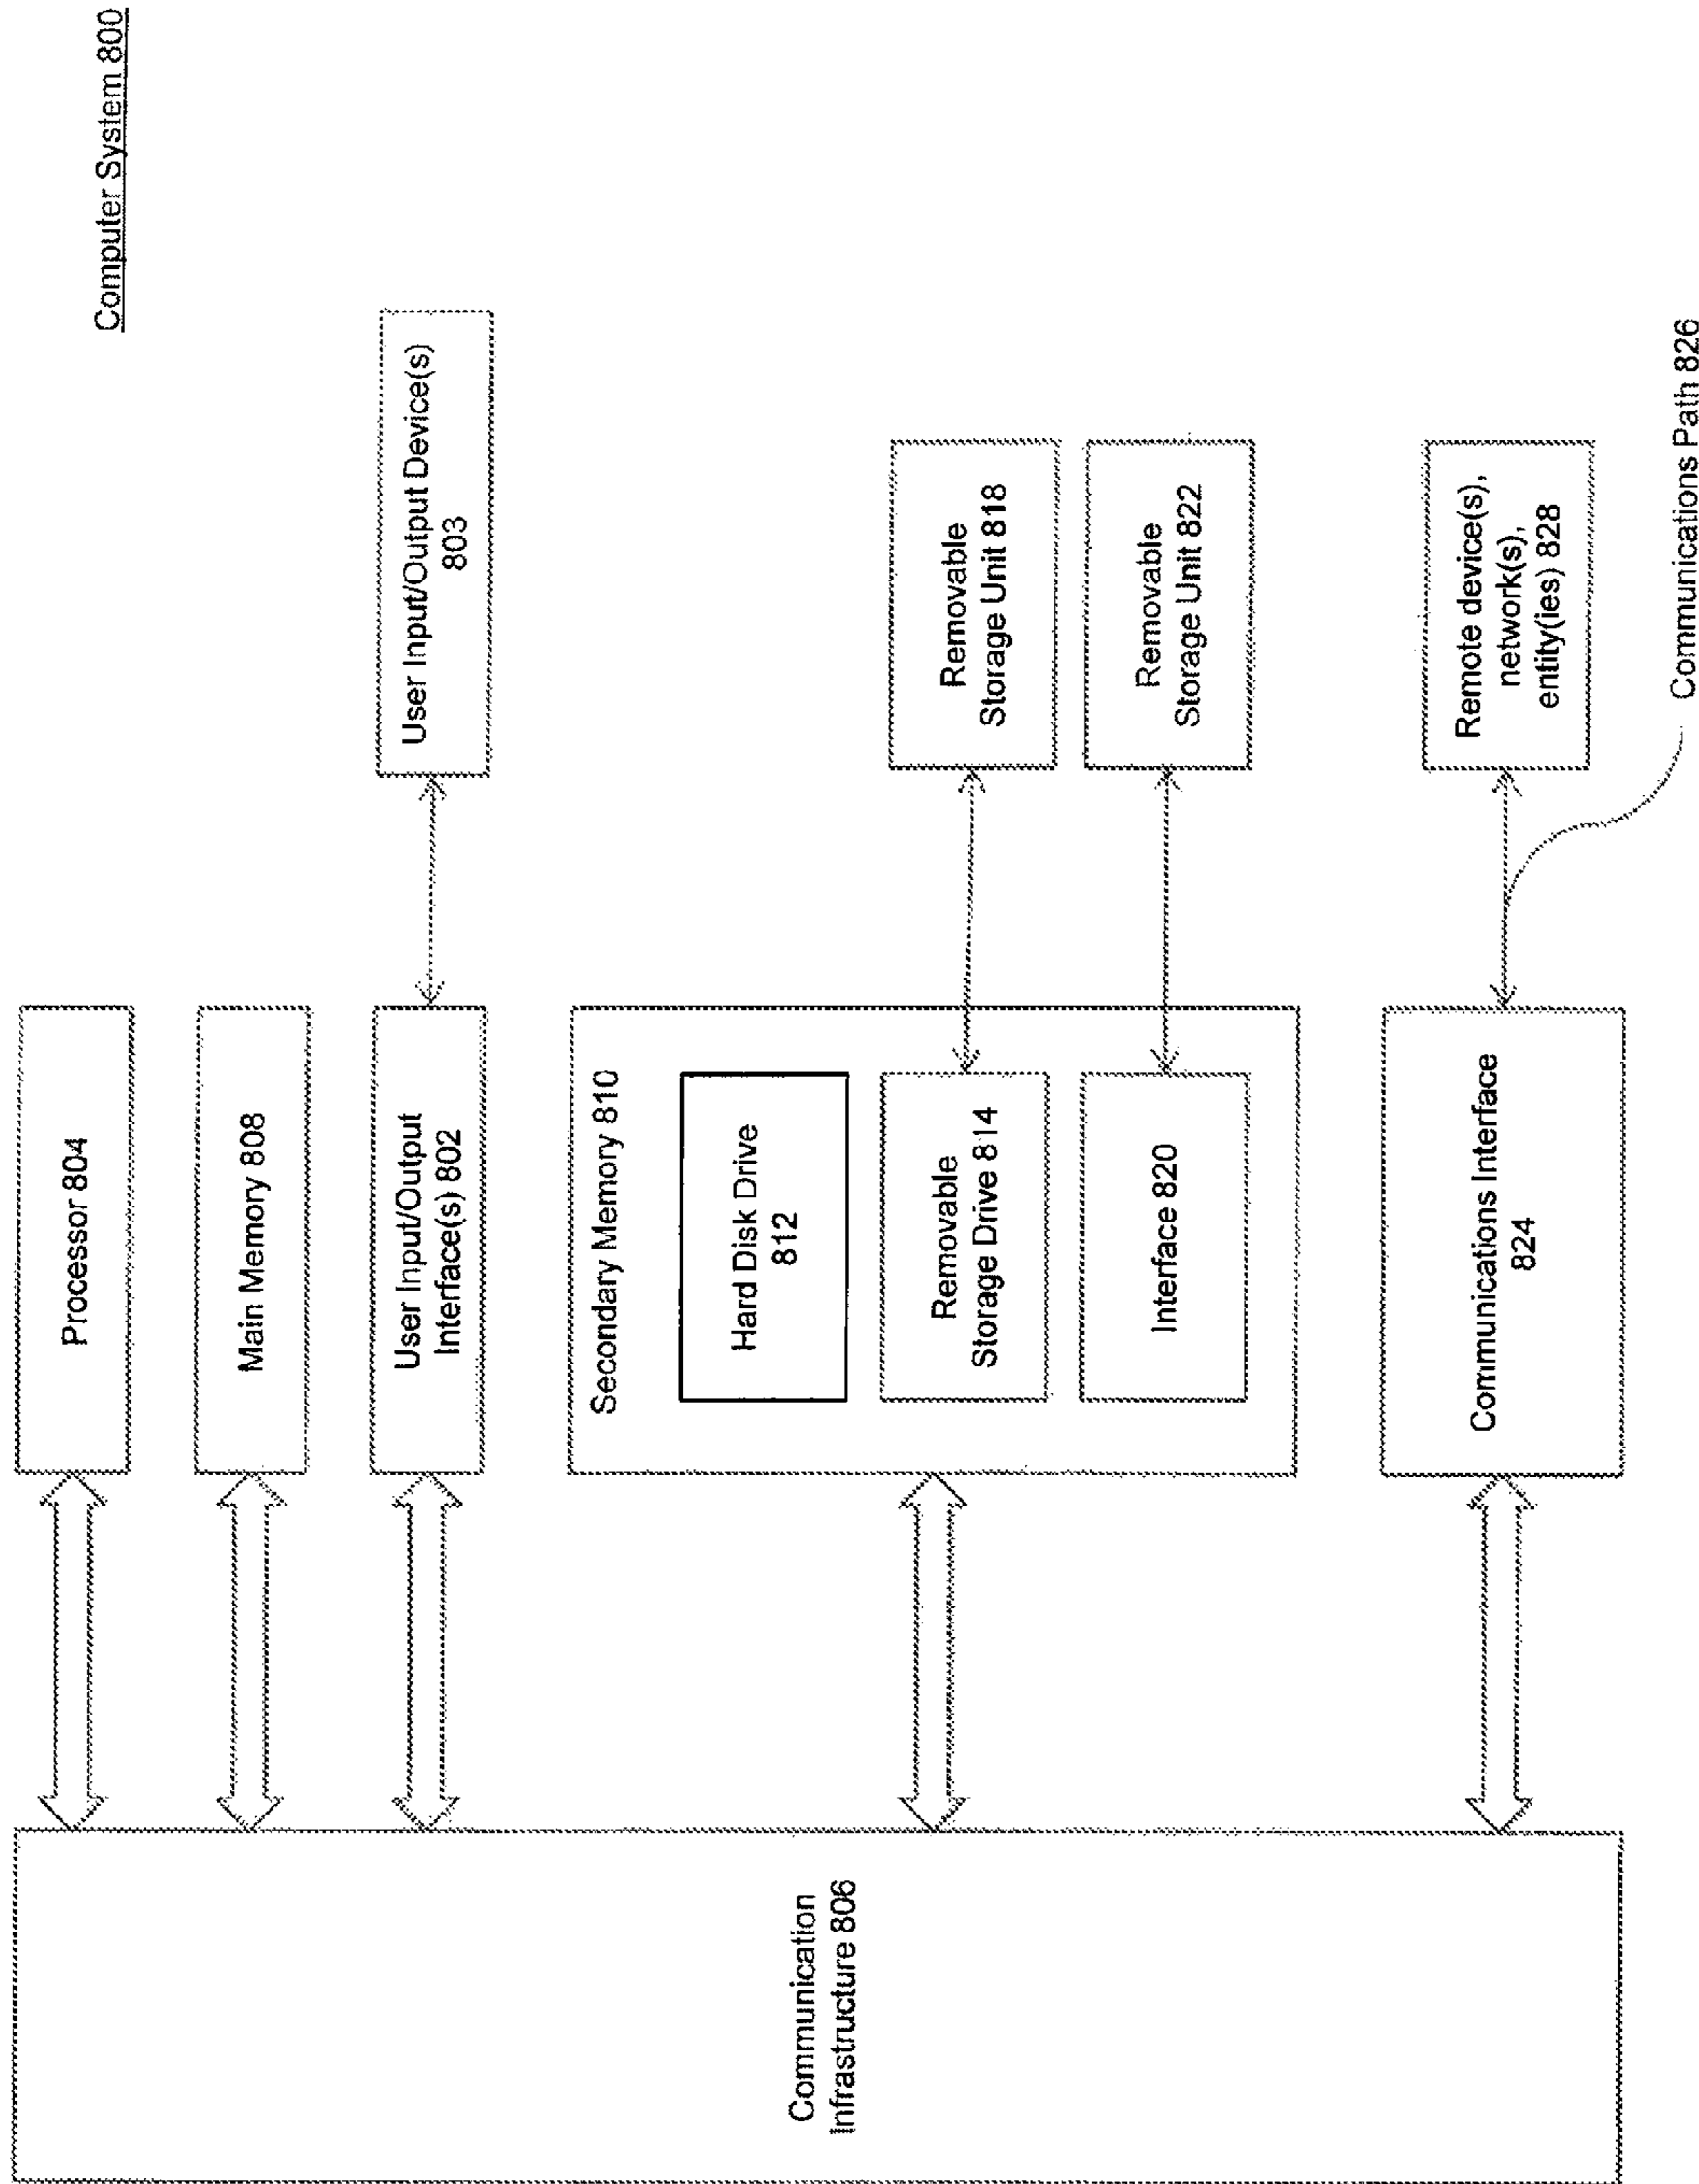 Computer System 800
Processor 804
Main Memory 808
User Input/Output
Interface(s) 802
User Input/Output Device(s)
803
Secondary Memory 810
Hard Disk Drive
812
Removable
Storage Drive 814
Interface 820
Removable
Storage Unit 818
Removable
Storage Unit 822
Communications Interface
824
Remote device(s),
network(s),
entity(ies) 828
Communications Path 826
Communication
Infrastructure 806